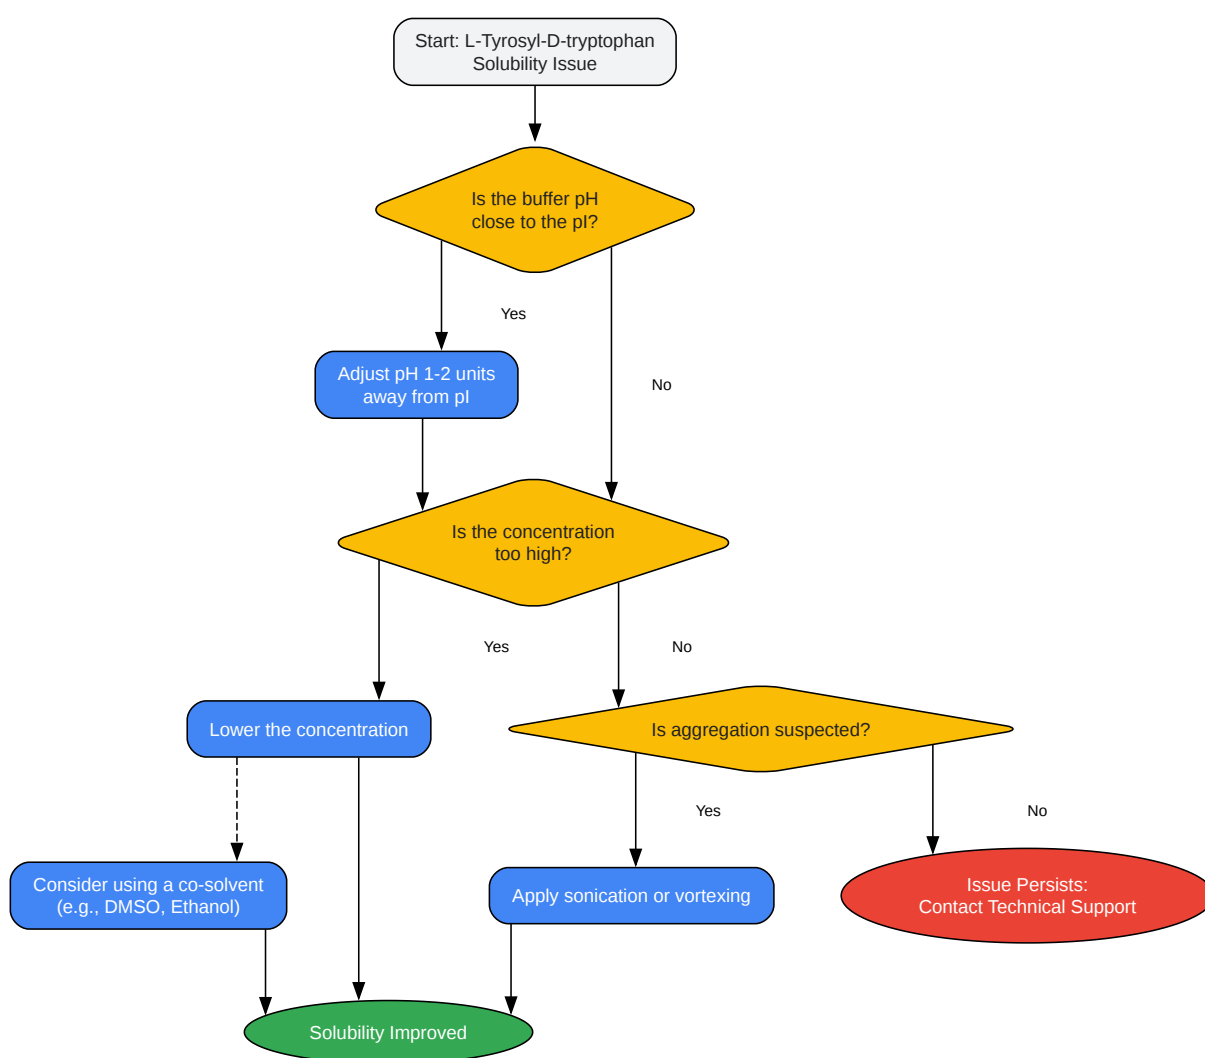 Start: L-Tyrosyl-D-tryptophan
Solubility Issue
Is the buffer pH
close to the pI?
Yes
Adjust pH 1-2 units
away from pI
No
Is the concentration
too high?
Yes
No
Lower the concentration
Is aggregation suspected?
Yes
No
Consider using a co-solvent
(e.g., DMSO, Ethanol)
Apply sonication or vortexing
Issue Persists:
Contact Technical Support
Solubility Improved